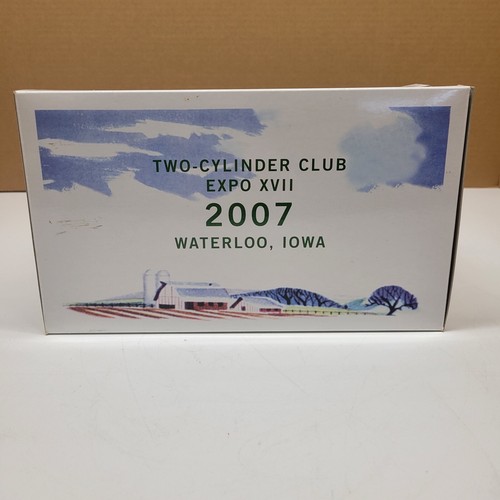 TWO-CYLINDER CLUB
EXPO XVII
2007
WATERLOO, IOWA